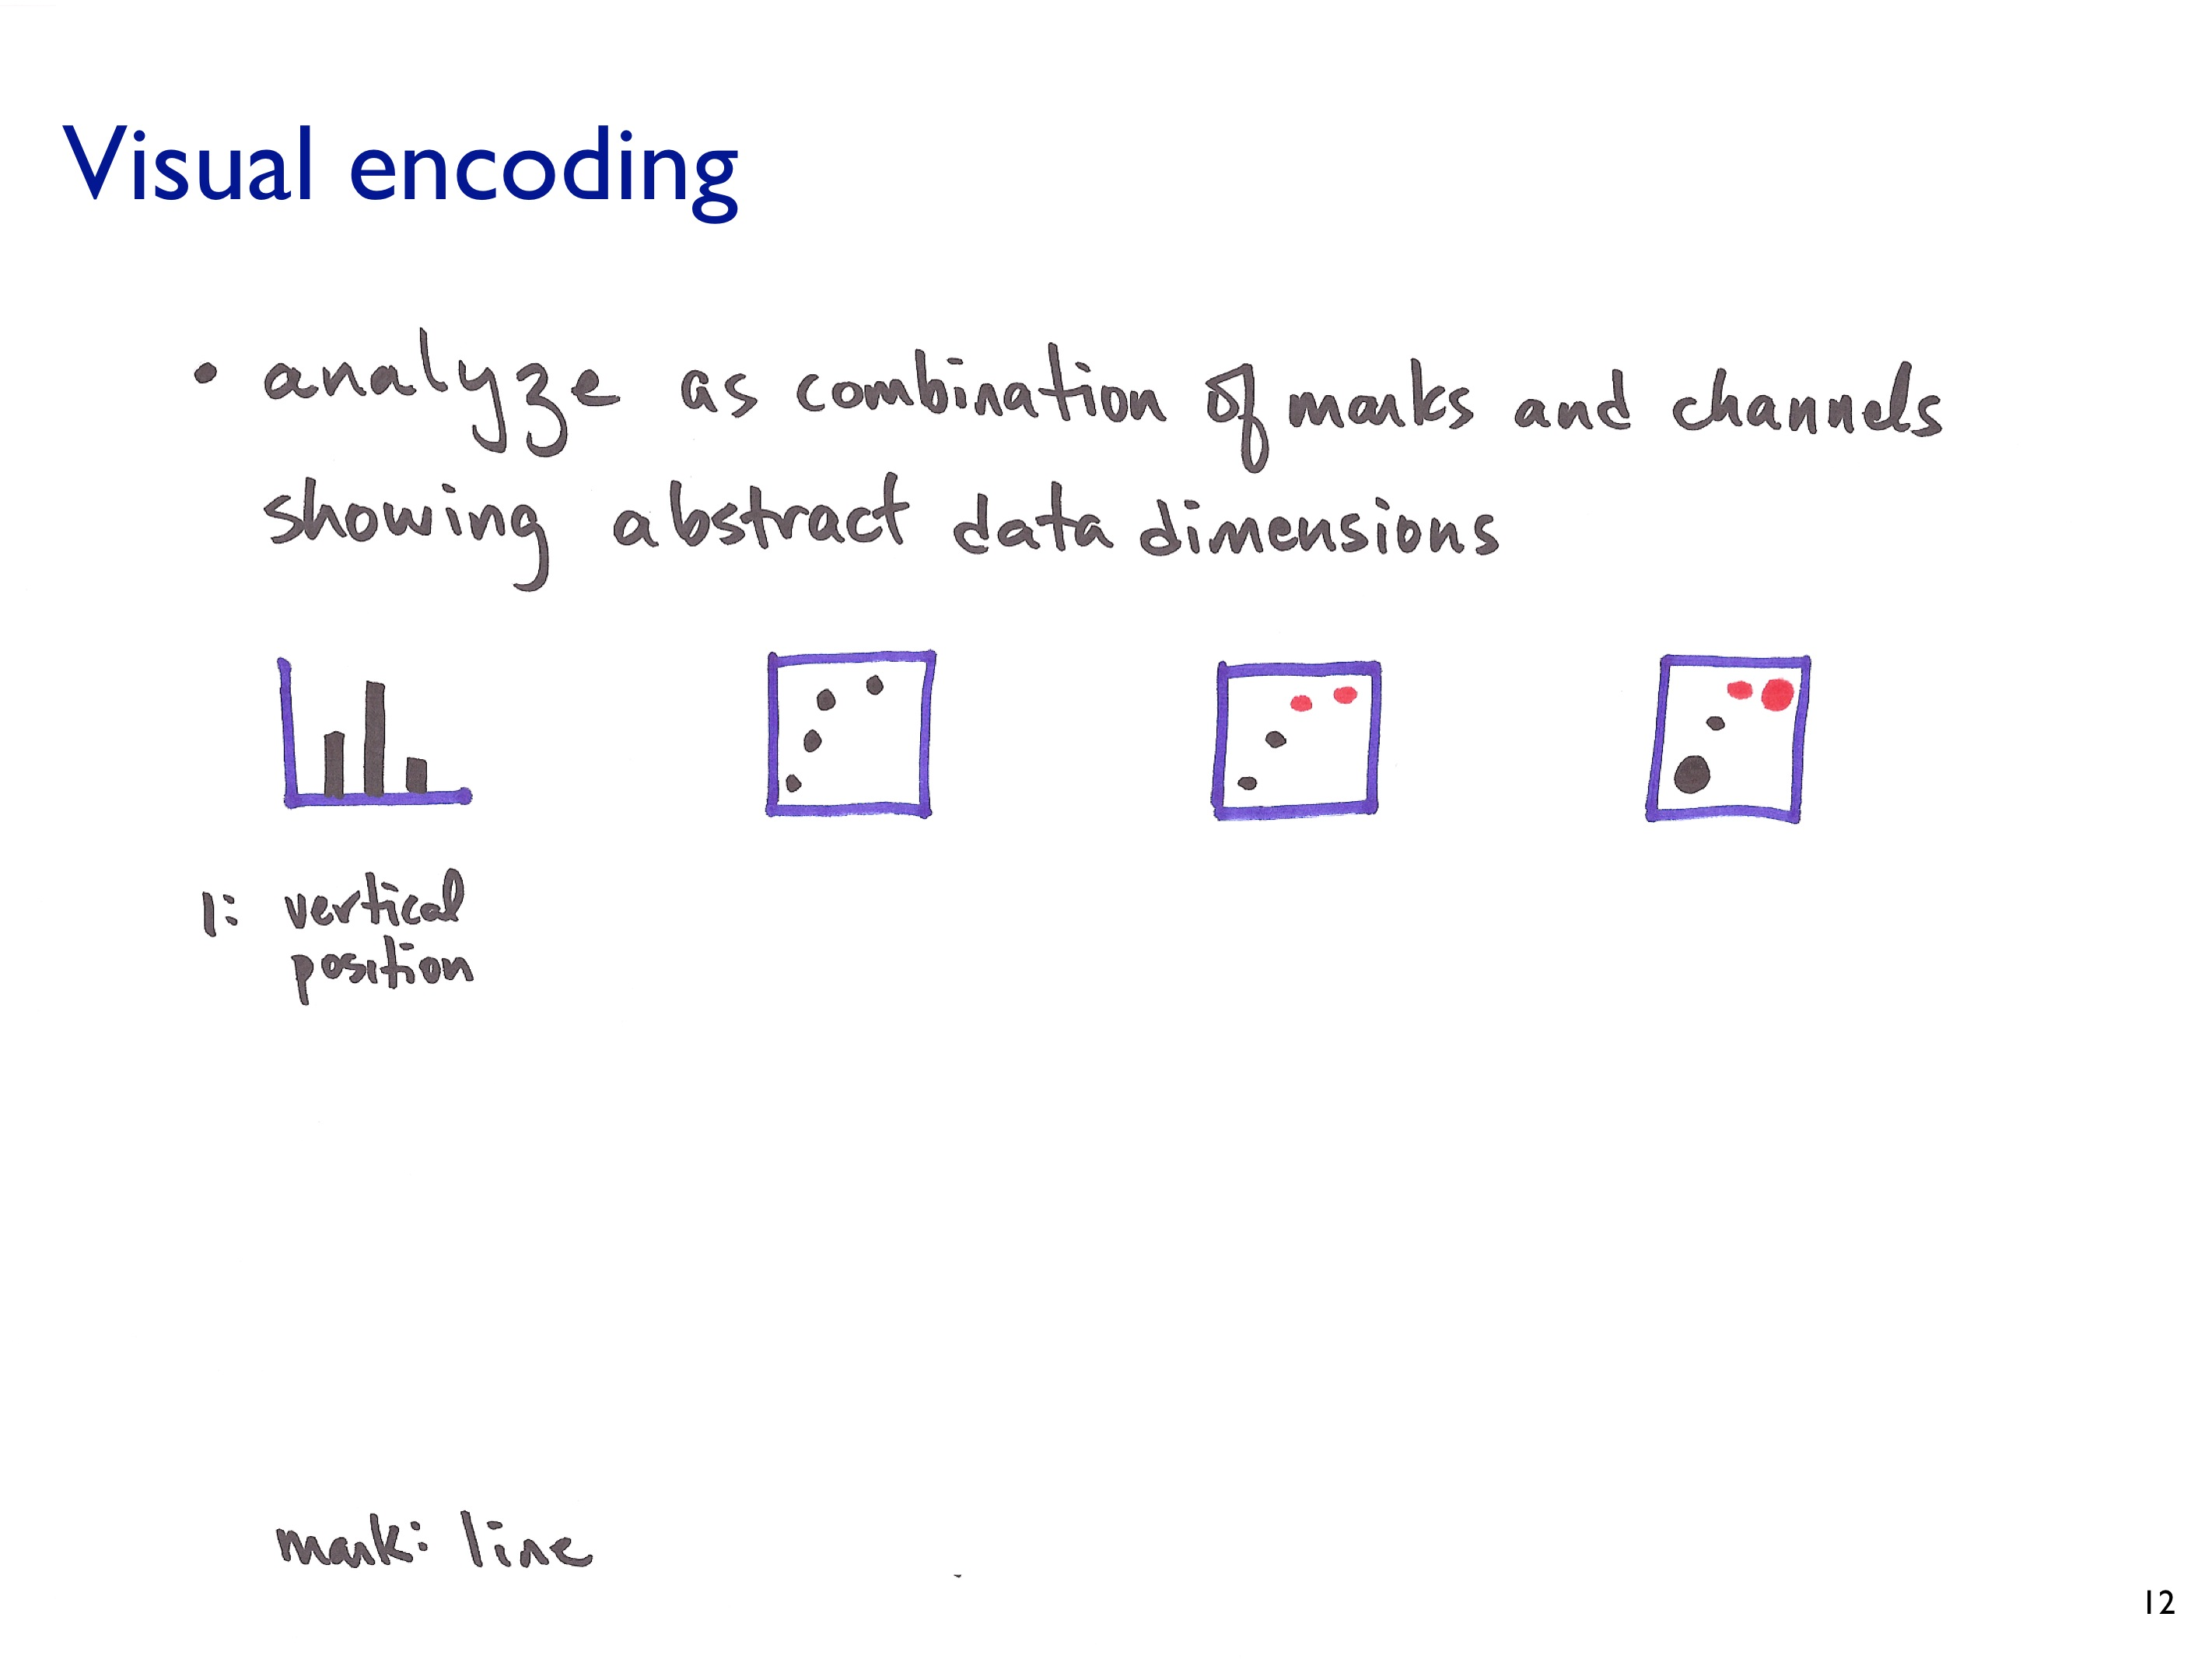 Visual encoding
• analyze as combination of marks and channels
showing abstract data dimensions
1: vertical
position
mark: line
12